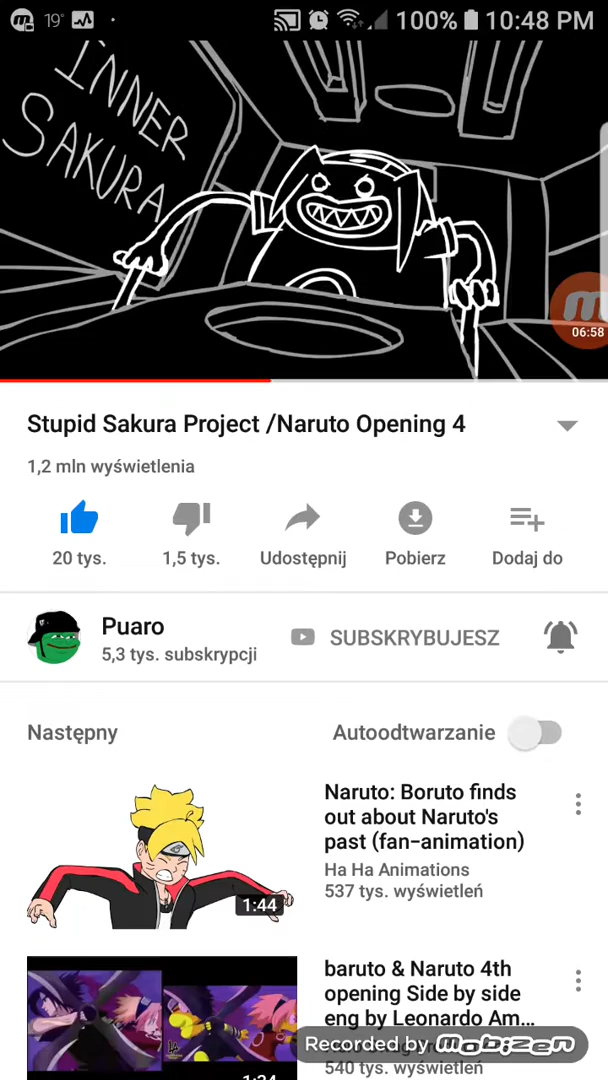 19°
100%
10:48 PM
INNER
SAKURA
06:58
Stupid Sakura Project /Naruto Opening 4
1,2 mln wyświetlenia
20 tys.
1,5 tys.
Udostępnij
Pobierz
Dodaj do
Puaro
5,3 tys. subskrypcji
SUBSKRYBUJESZ
Następny
Autoodtwarzanie
1:44
Naruto: Boruto finds
out about Naruto's
past (fan-animation)
Ha Ha Animations
537 tys. wyświetleń
baruto & Naruto 4th
opening Side by side
eng by Leonardo Am...
540 tys. wyświetleń
Recorded by mobizen